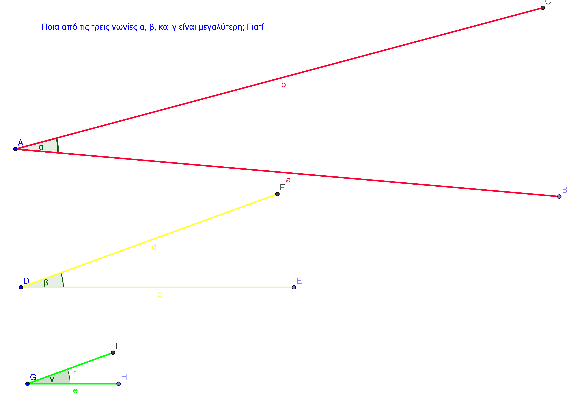 Ποια από τις τρεις γωνίες α, β, και γ είναι μεγαλύτερη; Γιατί
A
α
b
a
B
F
D
β
d
c
E
G
γ
e